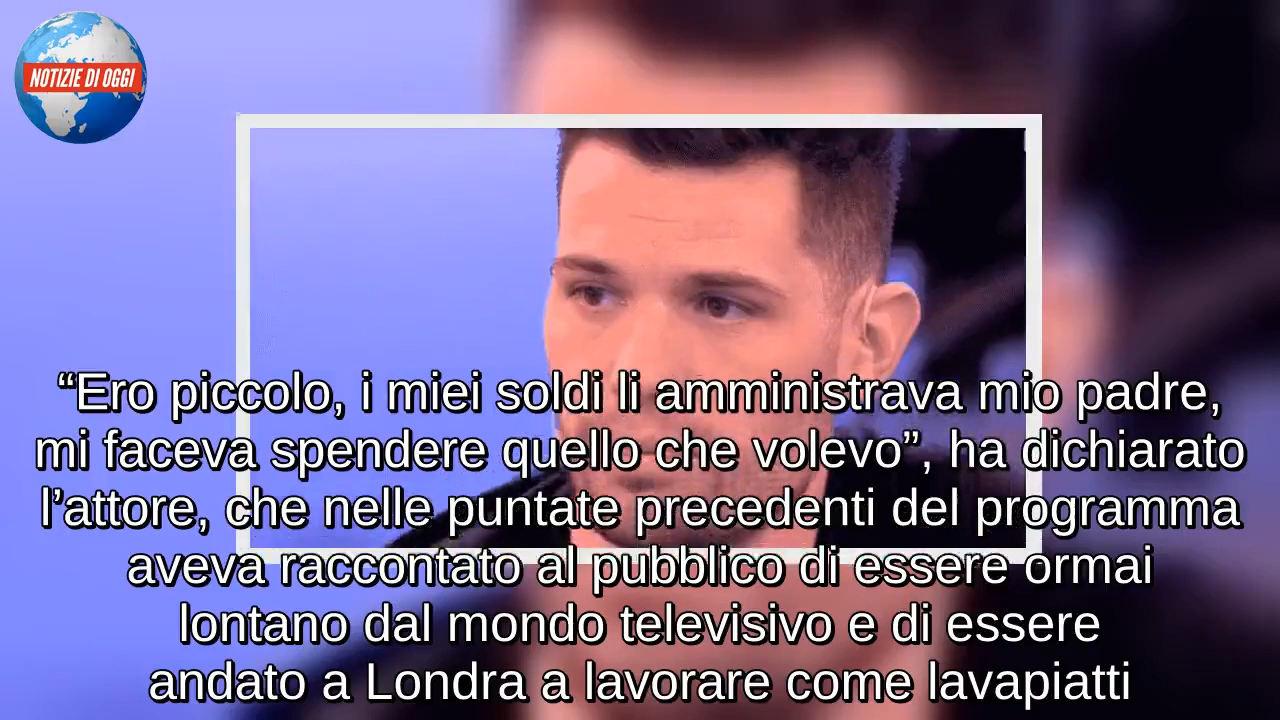 NOTIZIE DI OGGI
“Ero piccolo, i miei soldi li amministrava mio padre,
mi faceva spendere quello che volevo”, ha dichiarato
l’attore, che nelle puntate precedenti del programma
aveva raccontato al pubblico di essere ormai
lontano dal mondo televisivo e di essere
andato a Londra a lavorare come lavapiatti